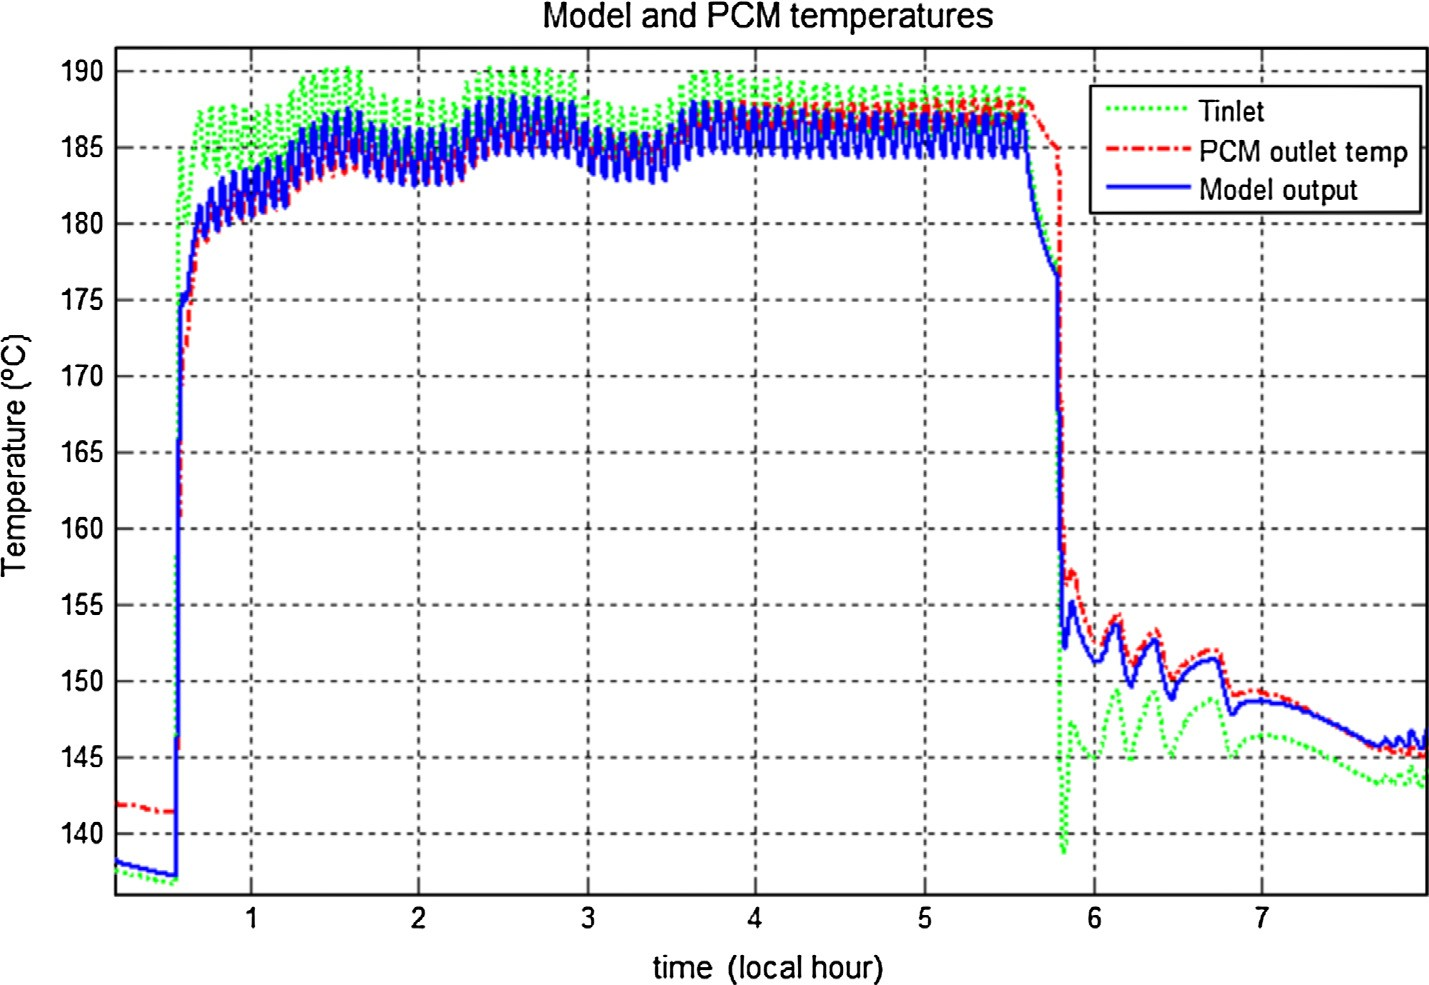 Model and PCM temperatures
190
185
180
175
170
165
160
155
150
145
140
Temperature (ºC)
Tinlet
PCM outlet temp
Model output
1 2 3 4 5 6 7
time (local hour)